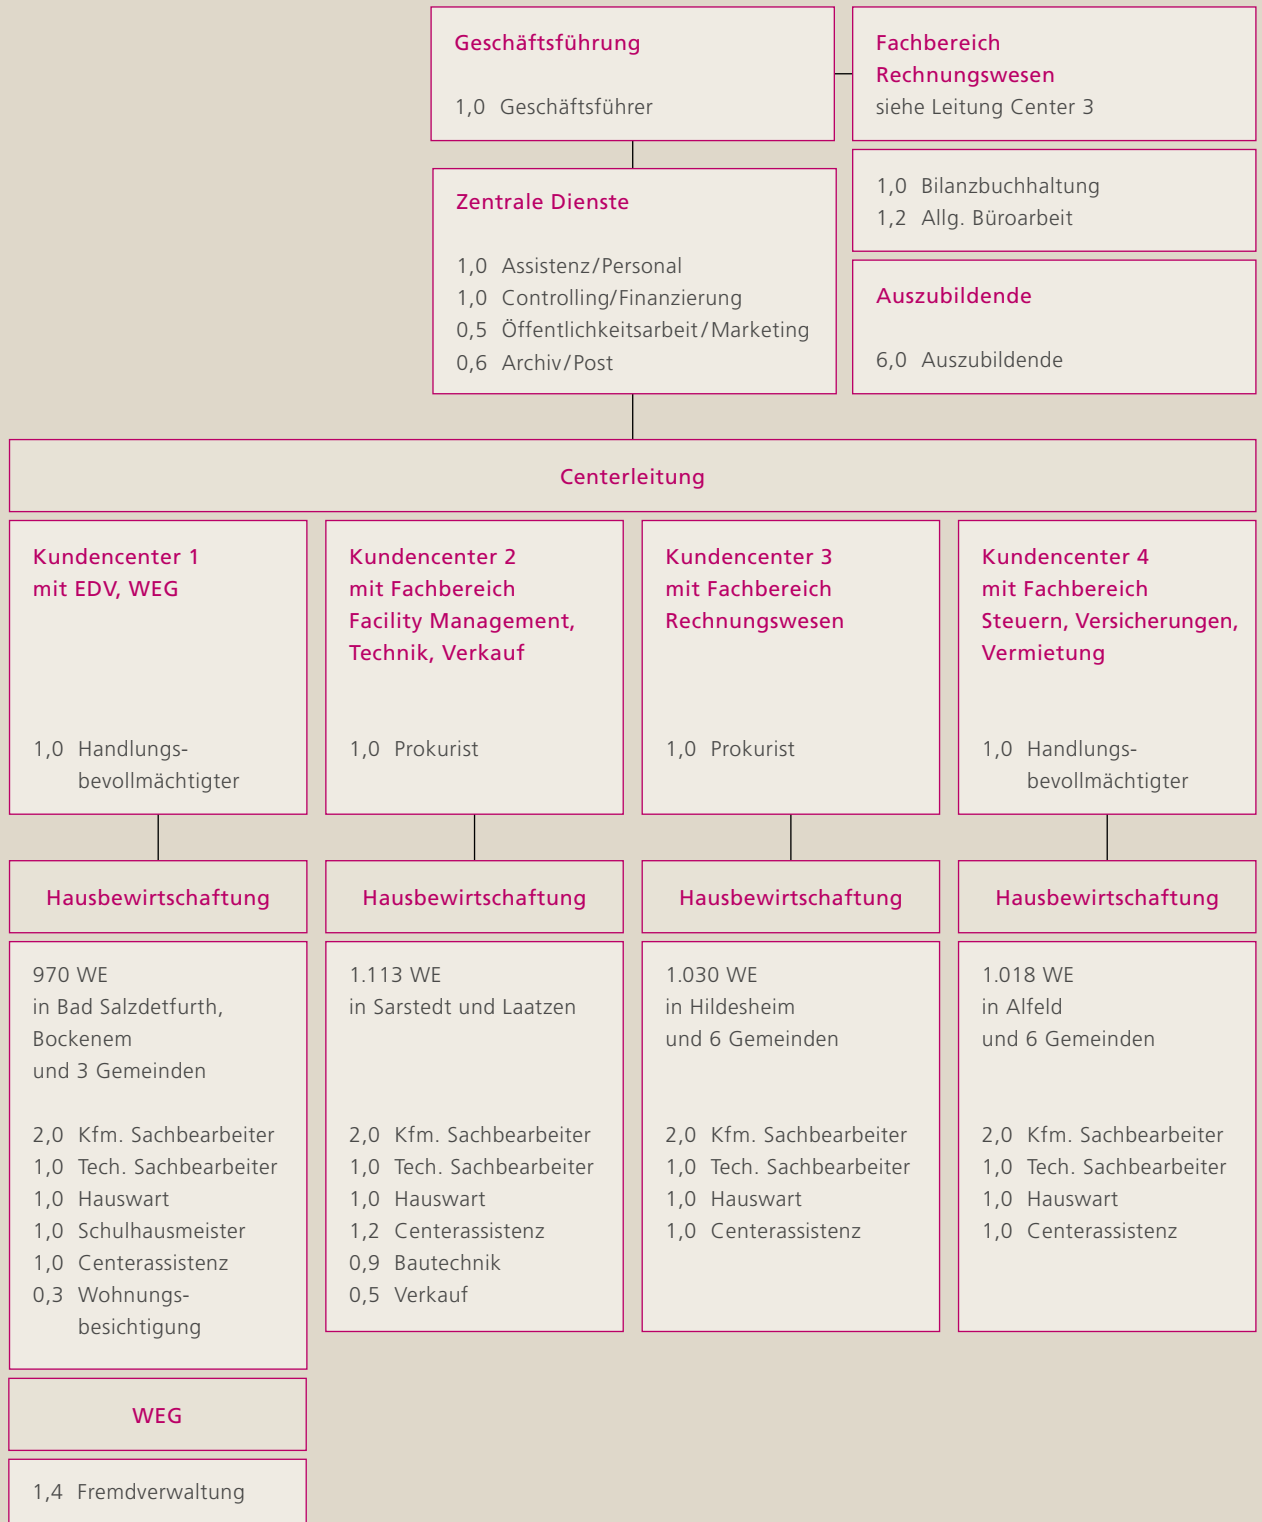 Geschäftsführung
1,0 Geschäftsführer
Fachbereich
Rechnungswesen
siehe Leitung Center 3
1,0 Bilanzbuchhaltung
1,2 Allg. Büroarbeit
Zentrale Dienste
1,0 Assistenz/Personal
1,0 Controlling/Finanzierung
0,5 Öffentlichkeitsarbeit/Marketing
0,6 Archiv/Post
Auszubildende
6,0 Auszubildende
Centerleitung
Kundencenter 1
mit EDV, WEG
1,0 Handlungs-
bevollmächtigter
Kundencenter 2
mit Fachbereich
Facility Management,
Technik, Verkauf
1,0 Prokurist
Kundencenter 3
mit Fachbereich
Rechnungswesen
1,0 Prokurist
Kundencenter 4
mit Fachbereich
Steuern, Versicherungen,
Vermietung
1,0 Handlungs-
bevollmächtigter
Hausbewirtschaftung
970 WE
in Bad Salzdetfurth,
Bockenem
und 3 Gemeinden
2,0 Kfm. Sachbearbeiter
1,0 Tech. Sachbearbeiter
1,0 Hauswart
1,0 Schulhausmeister
1,0 Centerassistenz
0,3 Wohnungs-
besichtigung
Hausbewirtschaftung
1.113 WE
in Sarstedt und Laatzen
2,0 Kfm. Sachbearbeiter
1,0 Tech. Sachbearbeiter
1,0 Hauswart
1,2 Centerassistenz
0,9 Bautechnik
0,5 Verkauf
Hausbewirtschaftung
1.030 WE
in Hildesheim
und 6 Gemeinden
2,0 Kfm. Sachbearbeiter
1,0 Tech. Sachbearbeiter
1,0 Hauswart
1,0 Centerassistenz
Hausbewirtschaftung
1.018 WE
in Alfeld
und 6 Gemeinden
2,0 Kfm. Sachbearbeiter
1,0 Tech. Sachbearbeiter
1,0 Hauswart
1,0 Centerassistenz
WEG
1,4 Fremdverwaltung